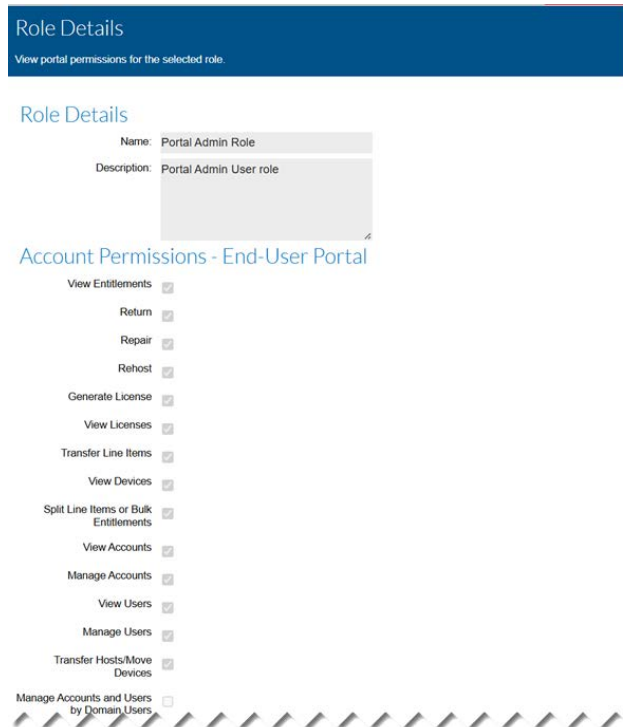 Role Details
View portal permissions for the selected role.
Role Details
Name: Portal Admin Role
Description: Portal Admin User role
Account Permissions - End-User Portal
View Entitlements
Return
Repair
Rehost
Generate License
View Licenses
Transfer Line Items
View Devices
Split Line Items or Bulk
Entitlements
View Accounts
Manage Accounts
View Users
Manage Users
Transfer Hosts/Move
Devices
Manage Accounts and Users
by Domain Users